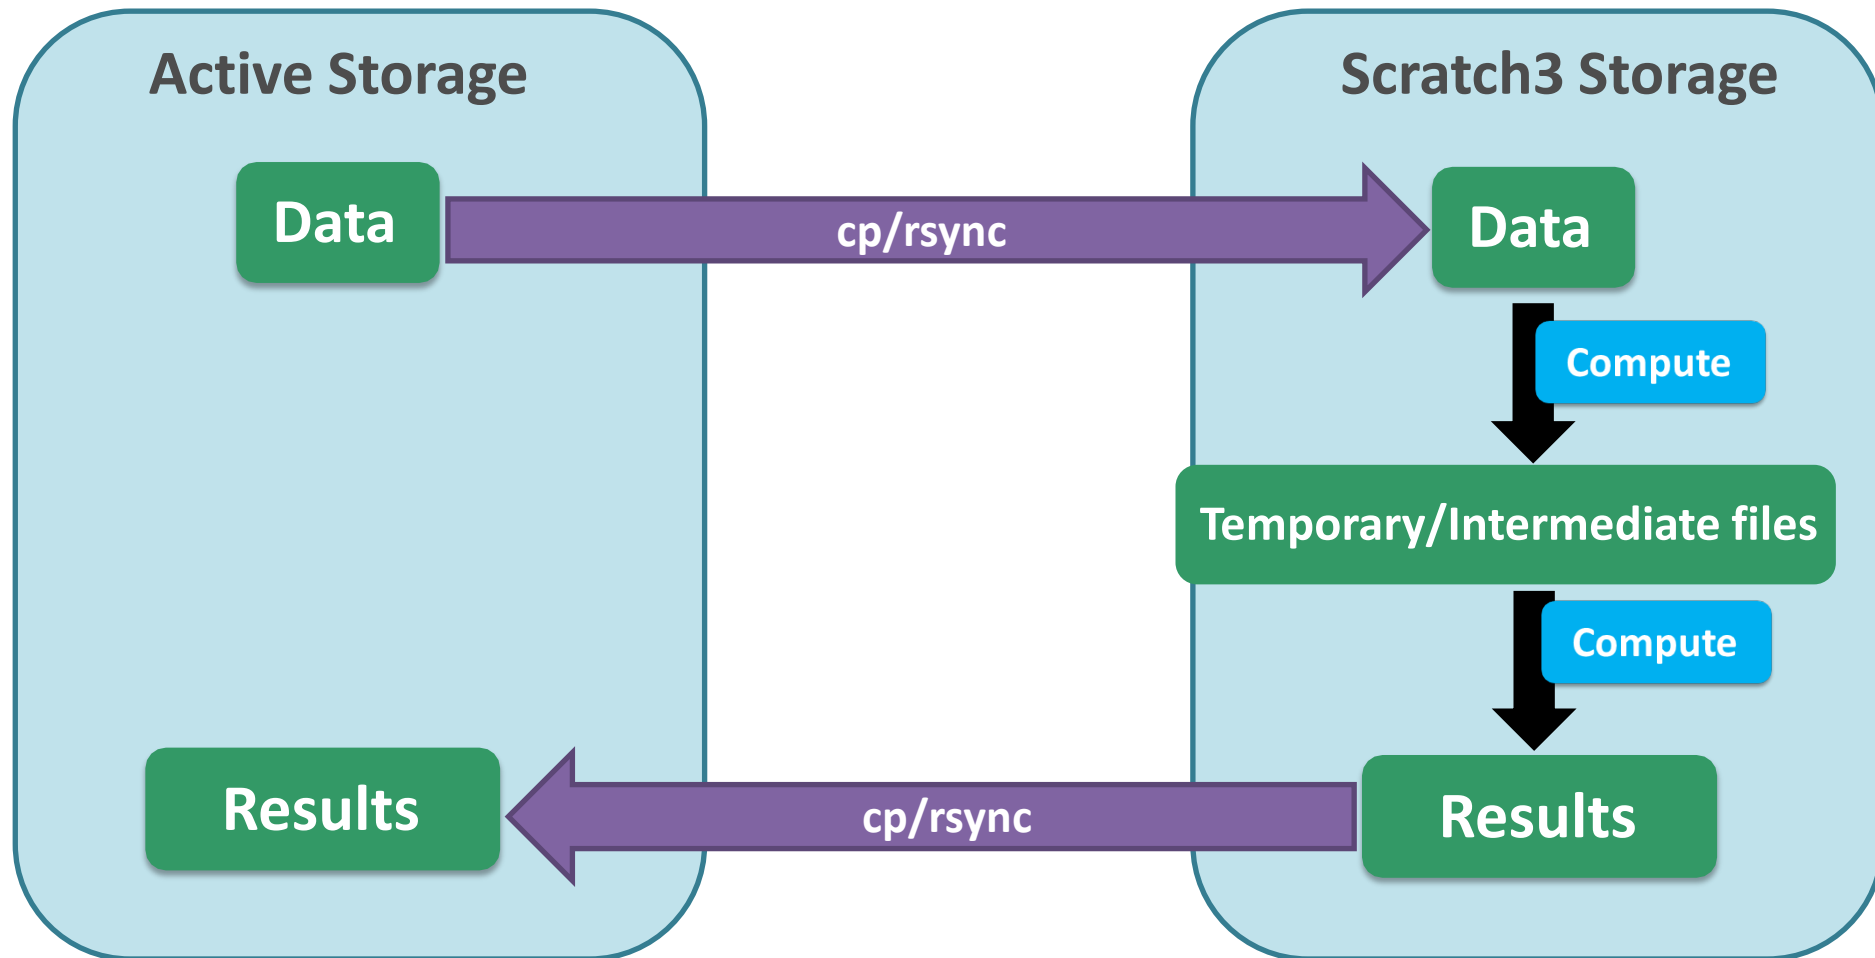 Active Storage
Scratch3 Storage
Data
cp/rsync
Data
Compute
Temporary/Intermediate files
Compute
Results
cp/rsync
Results